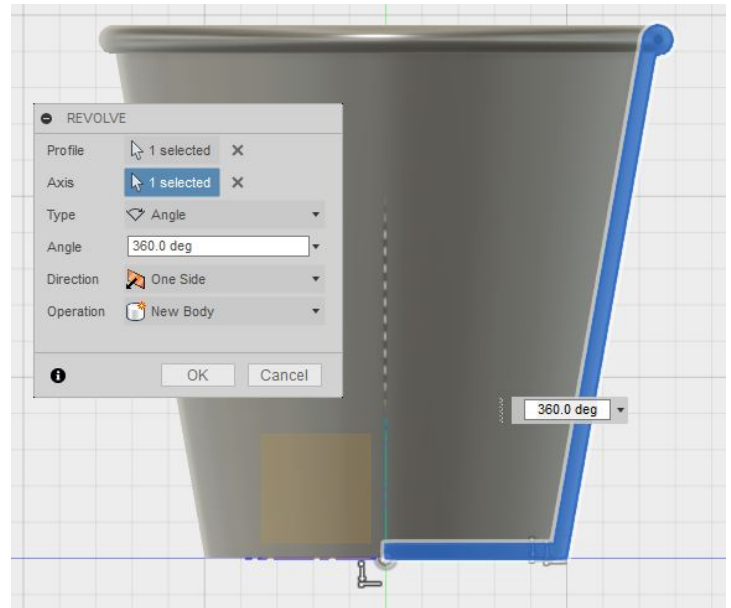 REVOLVE
Profile 1 selected
Axis 1 selected
Type Angle
Angle 360.0 deg
Direction One Side
Operation New Body
OK Cancel
360.0 deg